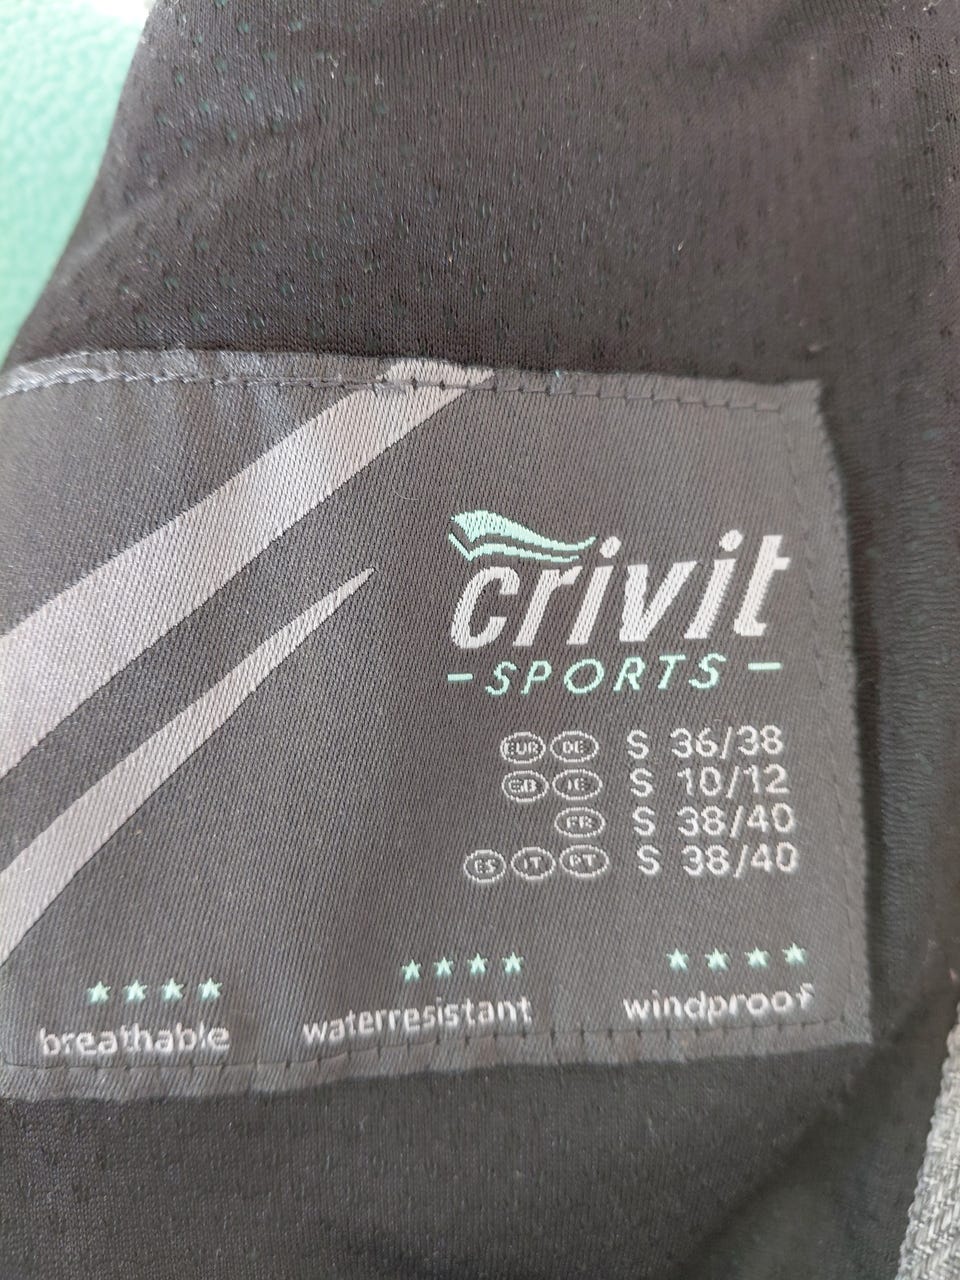 crivit
- SPORTS -
EUR DE S 36/38
GB IE S 10/12
FR S 38/40
ES IT PT S 38/40
★★★★ ★★★★ ★★★★
breathable waterresistant windproof